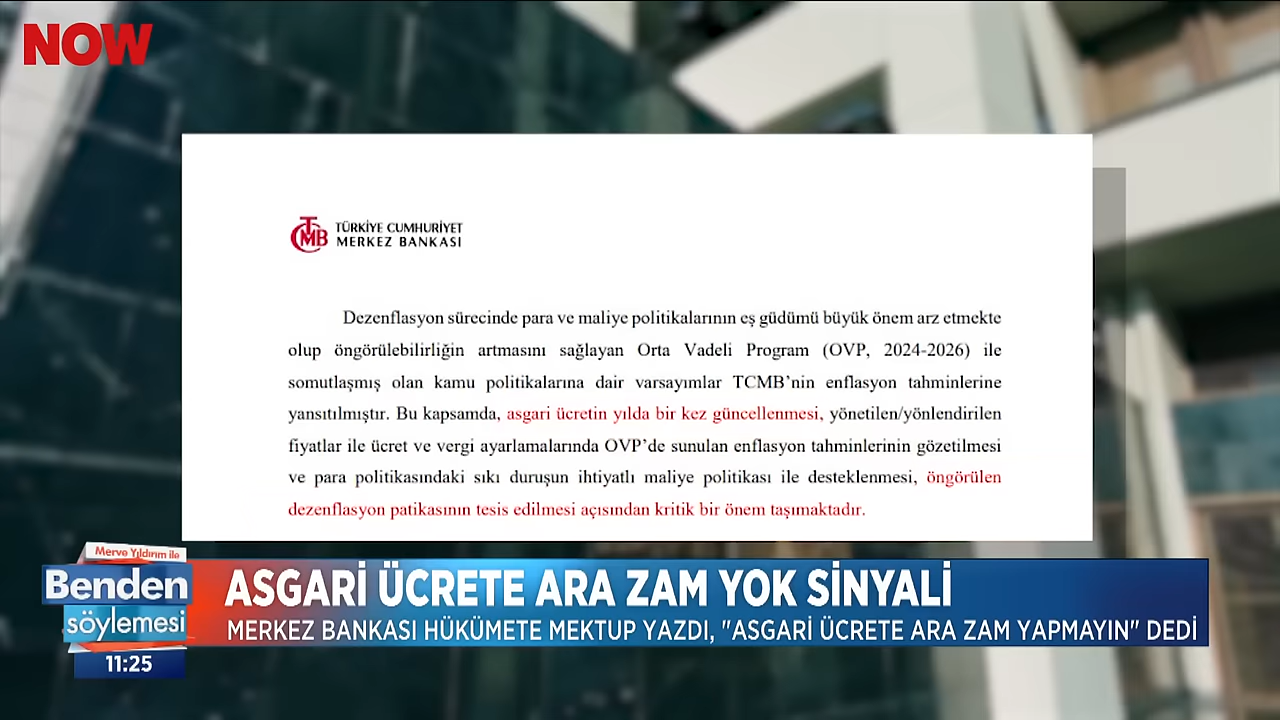 NOW
TÜRKİYE CUMHURİYET
MERKEZ BANKASI
TCMB
Dezenflasyon sürecinde para ve maliye politikalarının eş güdümü büyük önem arz etmekte
olup öngörülebilirliğin artmasını sağlayan Orta Vadeli Program (OVP, 2024-2026) ile
somutlaşmış olan kamu politikalarına dair varsayımlar TCMB’nin enflasyon tahminlerine
yansıtılmıştır. Bu kapsamda, asgari ücretin yılda bir kez güncellenmesi, yönetilen/yönlendirilen
fiyatlar ile ücret ve vergi ayarlamalarında OVP’de sunulan enflasyon tahminlerinin gözetilmesi
ve para politikasındaki sıkı duruşun ihtiyatlı maliye politikası ile desteklenmesi, öngörülen
dezenflasyon patikasının tesis edilmesi açısından kritik bir önem taşımaktadır.
Merve Yıldırım ile
Benden
söylemesi
11:25
ASGARİ ÜCRETE ARA ZAM YOK SİNYALİ
MERKEZ BANKASI HÜKÜMETE MEKTUP YAZDI, "ASGARİ ÜCRETE ARA ZAM YAPMAYIN" DEDİ